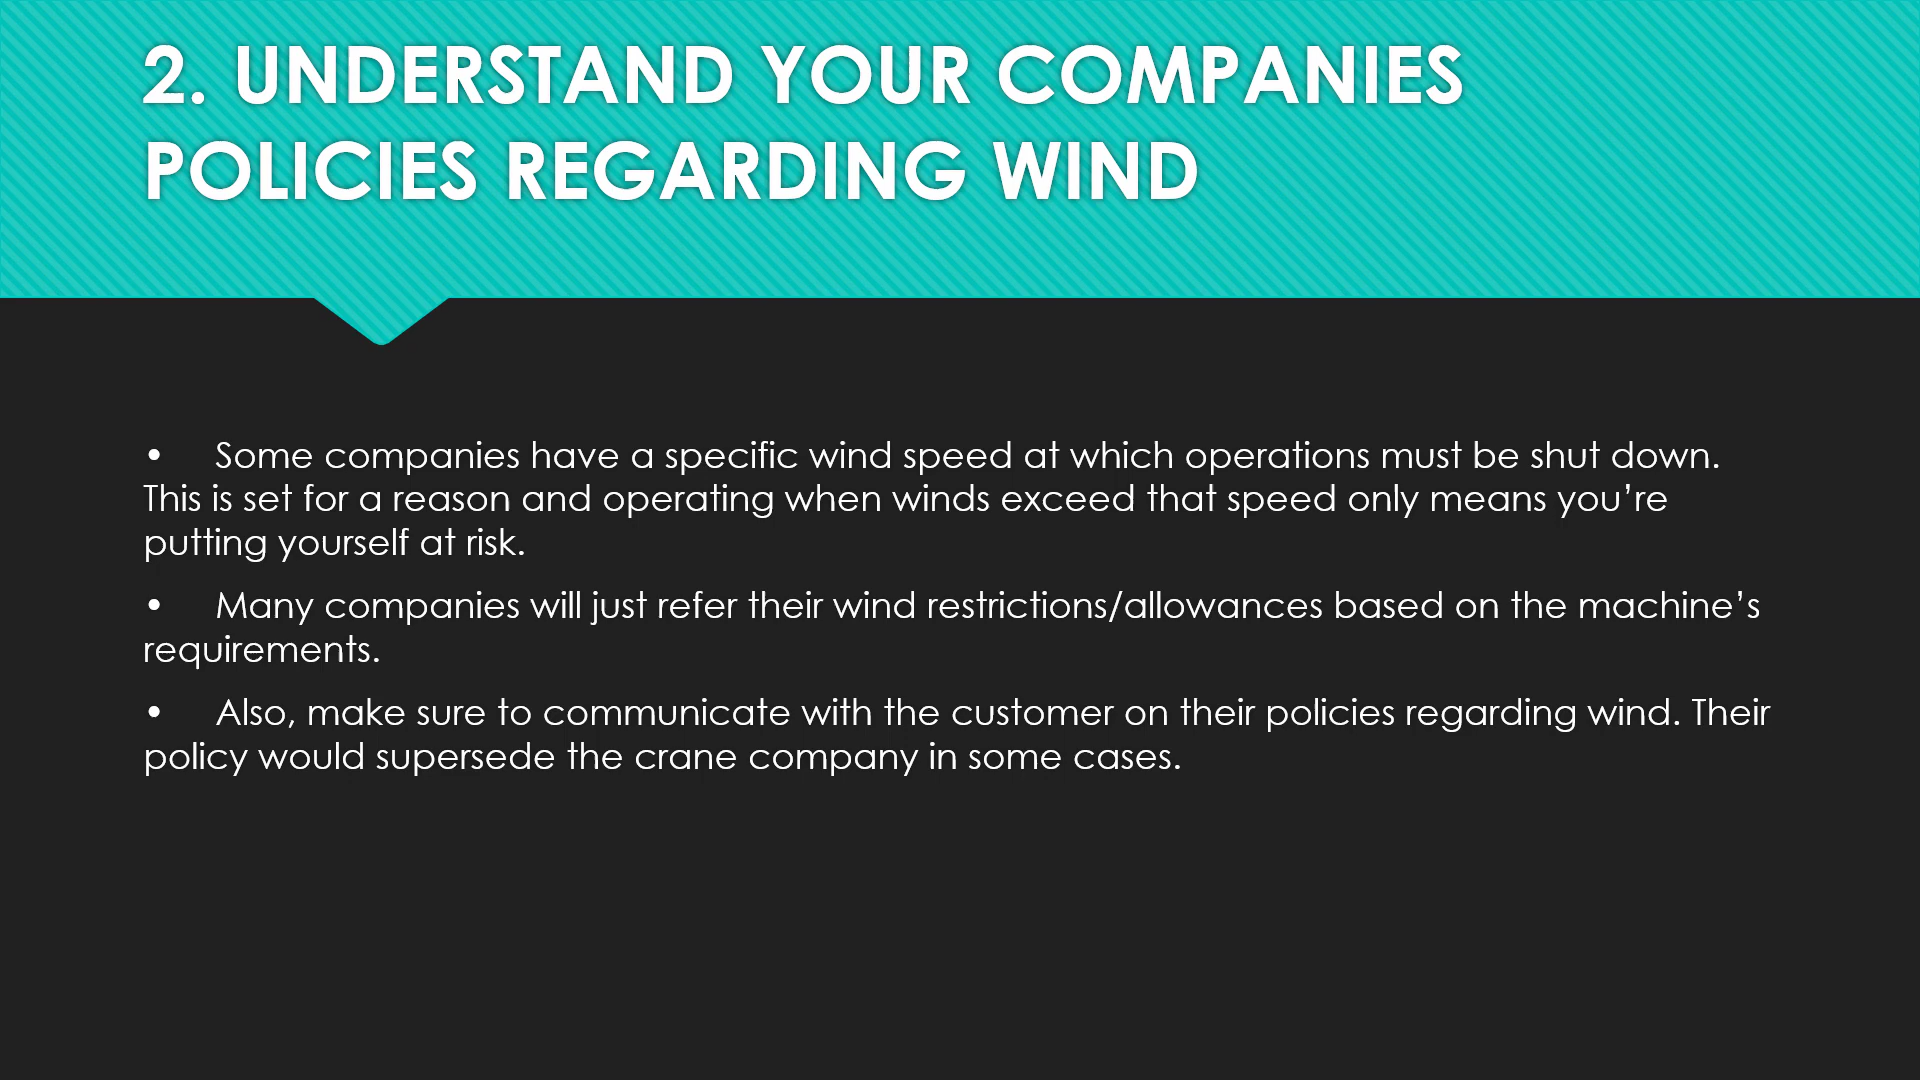 2. UNDERSTAND YOUR COMPANIES
POLICIES REGARDING WIND
• Some companies have a specific wind speed at which operations must be shut down.
This is set for a reason and operating when winds exceed that speed only means you’re
putting yourself at risk.
• Many companies will just refer their wind restrictions/allowances based on the machine’s
requirements.
• Also, make sure to communicate with the customer on their policies regarding wind. Their
policy would supersede the crane company in some cases.